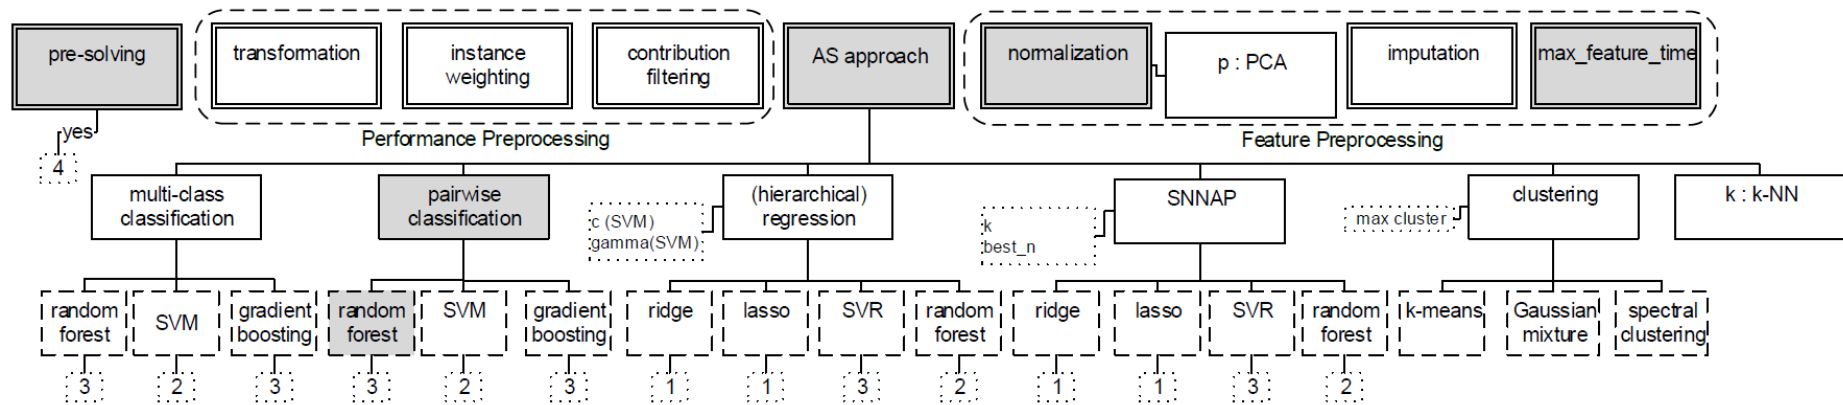 pre-solving
transformation
instance
weighting
contribution
filtering
AS approach
normalization
p : PCA
imputation
max_feature_time
yes
4
Performance Preprocessing
Feature Preprocessing
multi-class
classification
pairwise
classification
c (SVM)
gamma(SVM)
(hierarchical)
regression
k
best_n
SNNAP
max cluster
clustering
k : k-NN
random
forest
SVM
gradient
boosting
random
forest
SVM
gradient
boosting
ridge
lasso
SVR
random
forest
ridge
lasso
SVR
random
forest
k-means
Gaussian
mixture
spectral
clustering
3
2
3
3
2
3
1
1
3
2
1
1
3
2